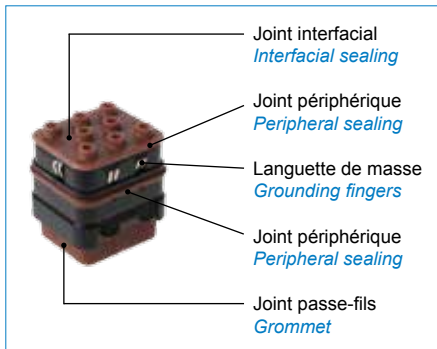 Joint interfacial
Interfacial sealing
Joint périphérique
Peripheral sealing
Languette de masse
Grounding fingers
Joint périphérique
Peripheral sealing
Joint passe-fils
Grommet